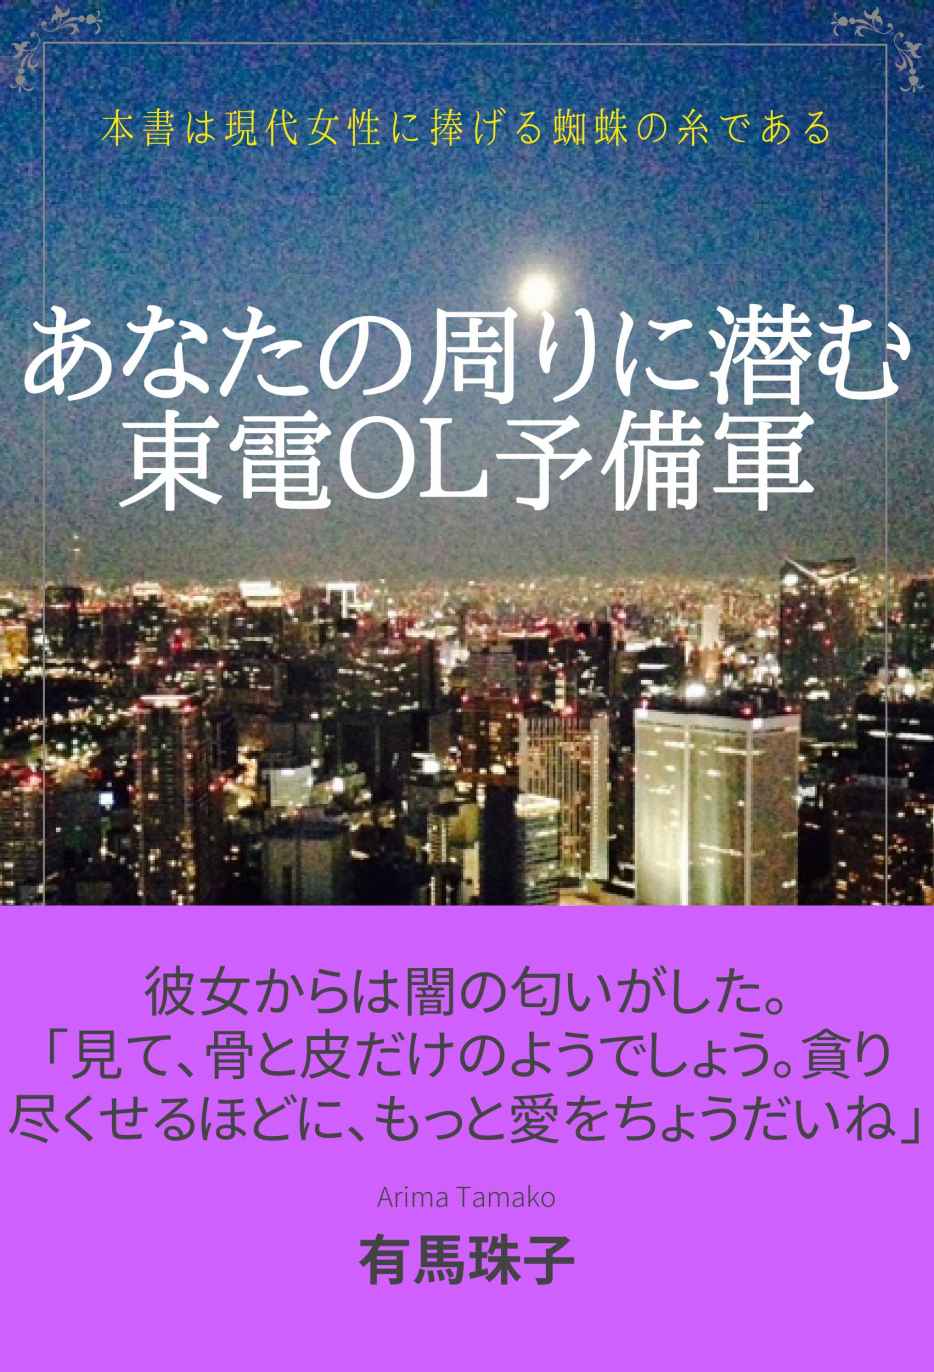 本書は現代女性に捧げる蜘蛛の糸である
あなたの周りに潜む
東電OL予備軍
彼女からは闇の匂いがした。
「見て、骨と皮だけのようでしょう。貪り
尽くせるほどに、もっと愛をちょうだいね」
Arima Tamako
有馬珠子